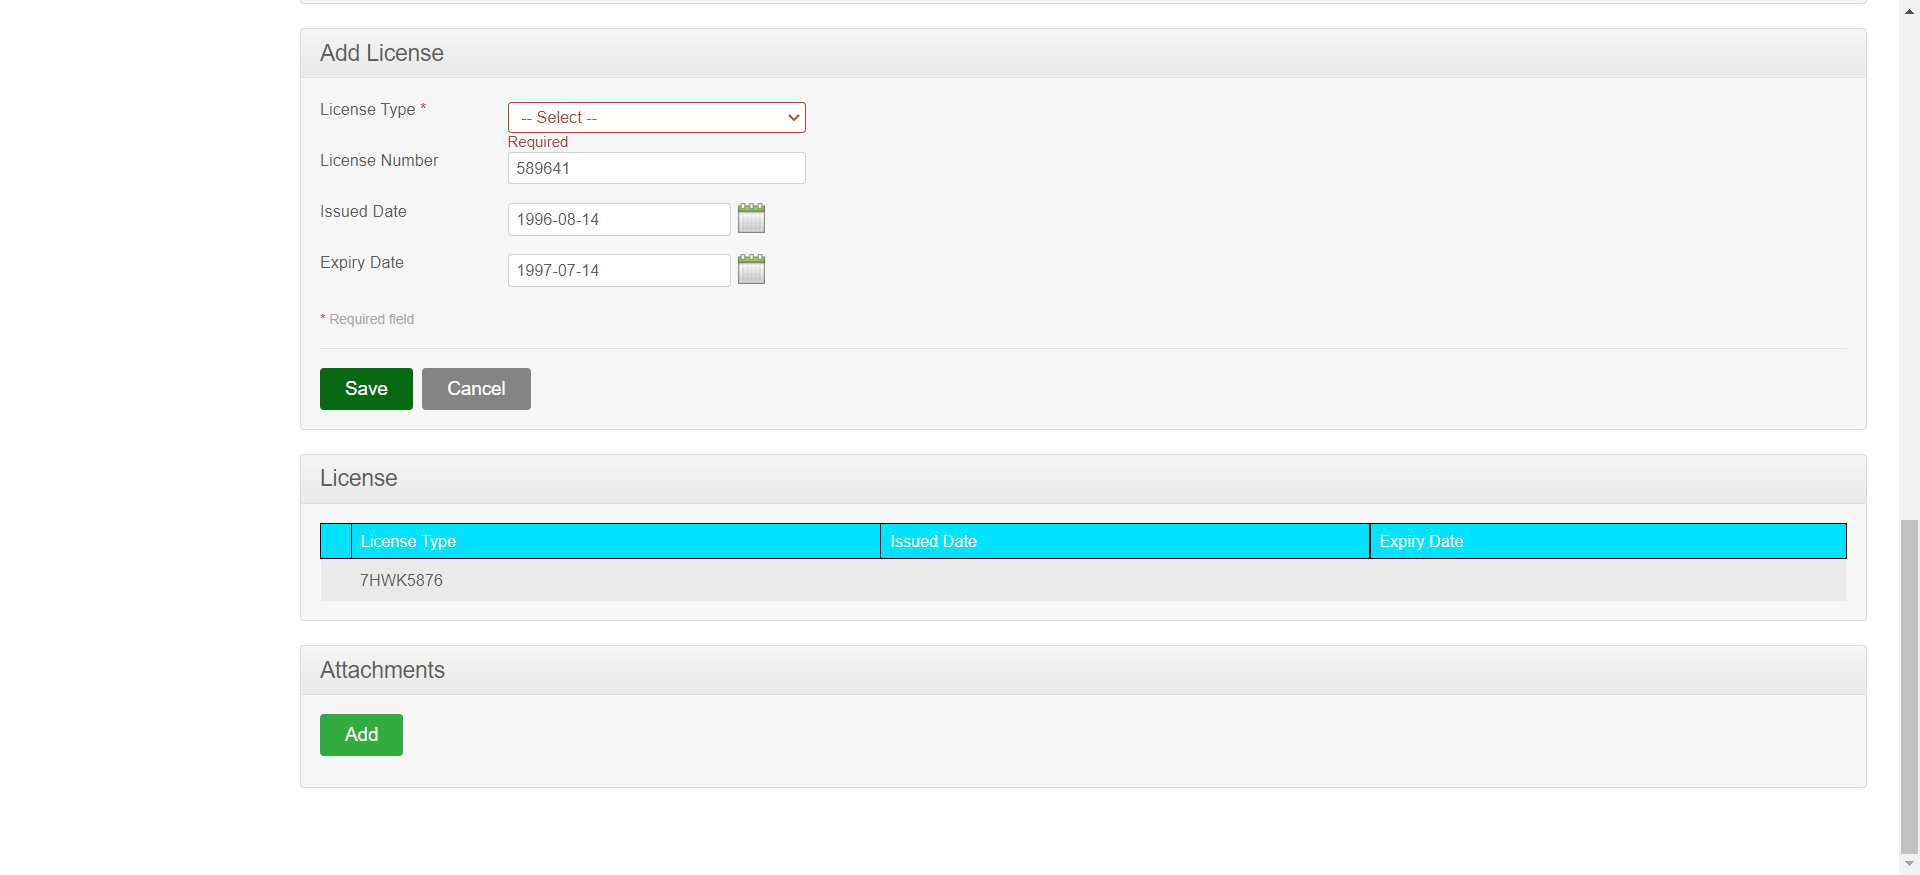 Add License
License Type *
-- Select --
Required
License Number
589641
Issued Date
1996-08-14
Expiry Date
1997-07-14
* Required field
Save Cancel
License
License Type Issued Date Expiry Date
7HWK5876
Attachments
Add